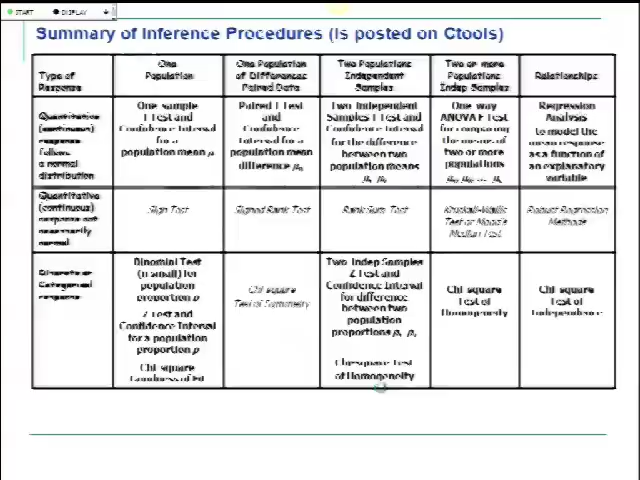 START DISPLAY
Summary of Inference Procedures (is posted on Ctools)
Type of
Response
One
Population
One Population
of Differences
Paired Data
Two Populations
Independent
Samples
Two or more
Populations
Indep Samples
Relationships
Quantitative
(continuous)
response
follows
a normal
distribution
One sample
T Test and
Confidence Interval
for a
population mean μ
Paired T Test
and
Confidence
Interval for a
population mean
difference
Two Independent
Samples T Test and
Confidence Interval
for the difference
between two
population means
One way
ANOVA F Test
for comparing
the means of
two or more
populations
Regression
Analysis
to model the
mean response
as a function of
an explanatory
variable
Quantitative
(continuous)
response not
necessarily
normal
Sign Test
Signed Rank Test
Rank Sum Test
Kruskall-Wallis
Test or Mood's
Median Test
Robust Regression
Methods
Discrete or
Categorical
response
Binomial Test
(n small) for
population
proportion p
Z Test and
Confidence Interval
for a population
proportion p
Chi square
Goodness of Fit
Chi square
Test of Symmetry
Two Indep Samples
Z Test and
Confidence Interval
for difference
between two
population
proportions
Chi-square Test
of Homogeneity
Chi square
Test of
Homogeneity
Chi square
Test of
Independence